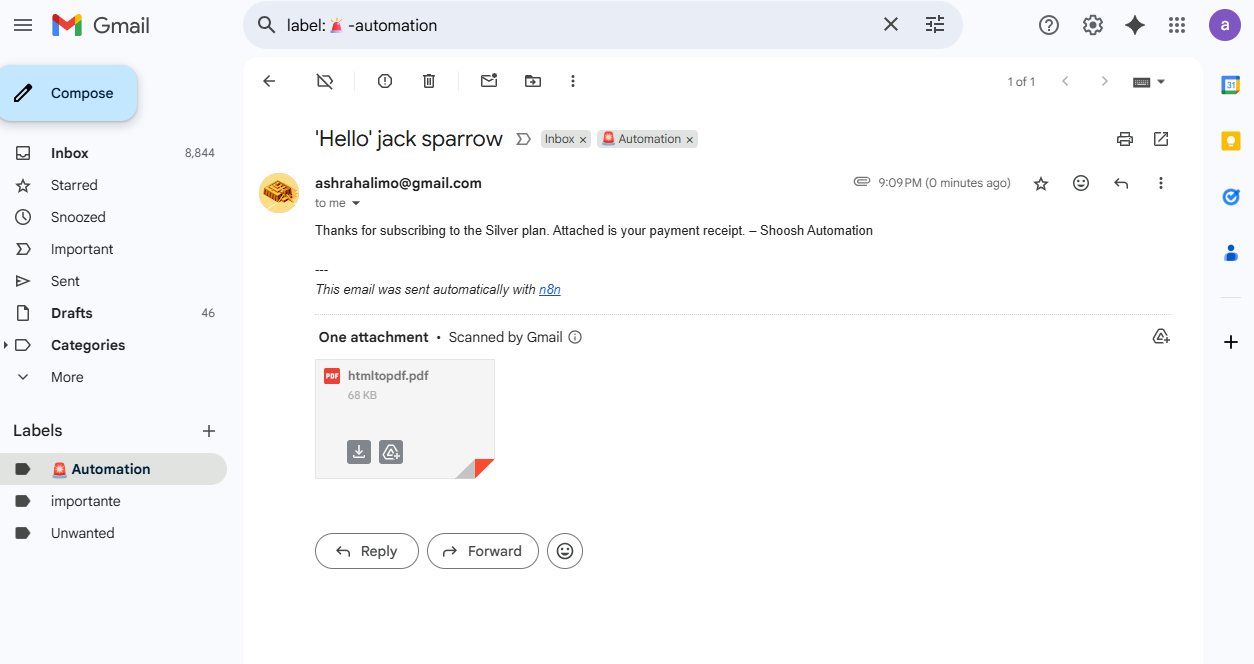 Gmail
label:🚨-automation
a
Compose
Inbox 8,844
Starred
Snoozed
Important
Sent
Drafts 46
Categories
More
Labels
🚨 Automation
importante
Unwanted
1 of 1
'Hello' jack sparrow Inbox × 🚨 Automation ×
ashrahalimo@gmail.com 9:09 PM (0 minutes ago)
to me
Thanks for subscribing to the Silver plan. Attached is your payment receipt. – Shoosh Automation
---
This email was sent automatically with n8n
One attachment • Scanned by Gmail
PDF htmltopdf.pdf
68 KB
Reply Forward
31